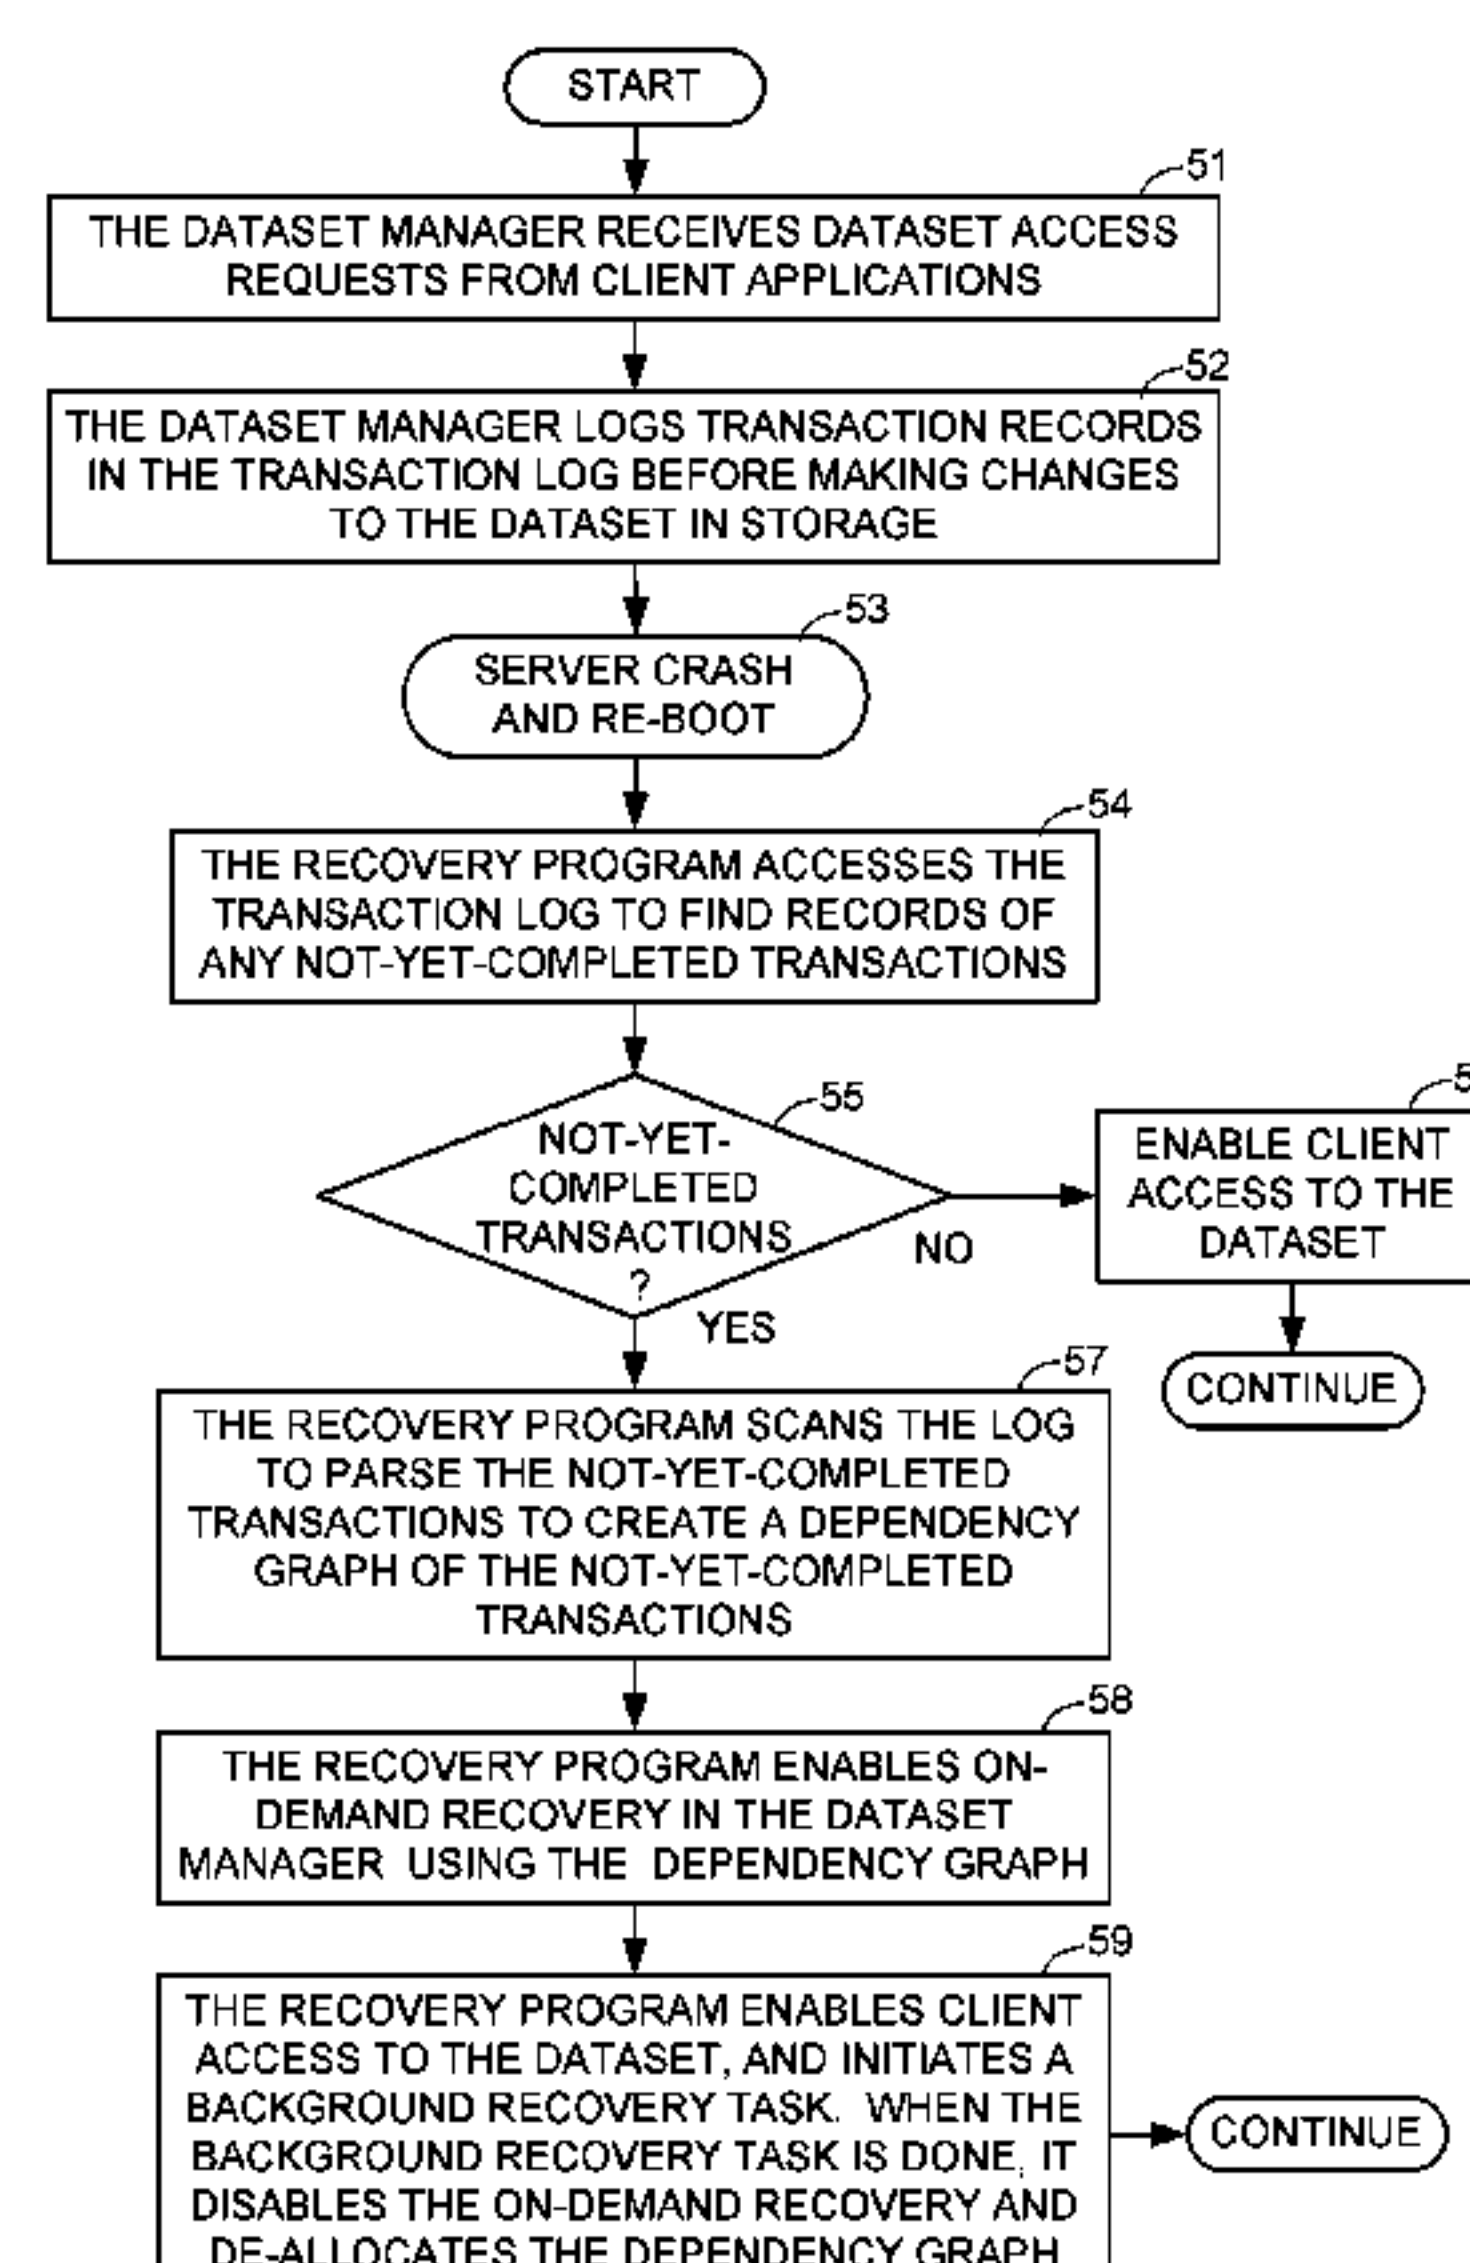 START
51
THE DATASET MANAGER RECEIVES DATASET ACCESS
REQUESTS FROM CLIENT APPLICATIONS
52
THE DATASET MANAGER LOGS TRANSACTION RECORDS
IN THE TRANSACTION LOG BEFORE MAKING CHANGES
TO THE DATASET IN STORAGE
53
SERVER CRASH
AND RE-BOOT
54
THE RECOVERY PROGRAM ACCESSES THE
TRANSACTION LOG TO FIND RECORDS OF
ANY NOT-YET-COMPLETED TRANSACTIONS
55
NOT-YET-
COMPLETED
TRANSACTIONS
?
NO
YES
ENABLE CLIENT
ACCESS TO THE
DATASET
CONTINUE
57
THE RECOVERY PROGRAM SCANS THE LOG
TO PARSE THE NOT-YET-COMPLETED
TRANSACTIONS TO CREATE A DEPENDENCY
GRAPH OF THE NOT-YET-COMPLETED
TRANSACTIONS
58
THE RECOVERY PROGRAM ENABLES ON-
DEMAND RECOVERY IN THE DATASET
MANAGER USING THE DEPENDENCY GRAPH
59
THE RECOVERY PROGRAM ENABLES CLIENT
ACCESS TO THE DATASET, AND INITIATES A
BACKGROUND RECOVERY TASK. WHEN THE
BACKGROUND RECOVERY TASK IS DONE, IT
DISABLES THE ON-DEMAND RECOVERY AND
DE-ALLOCATES THE DEPENDENCY GRAPH
CONTINUE